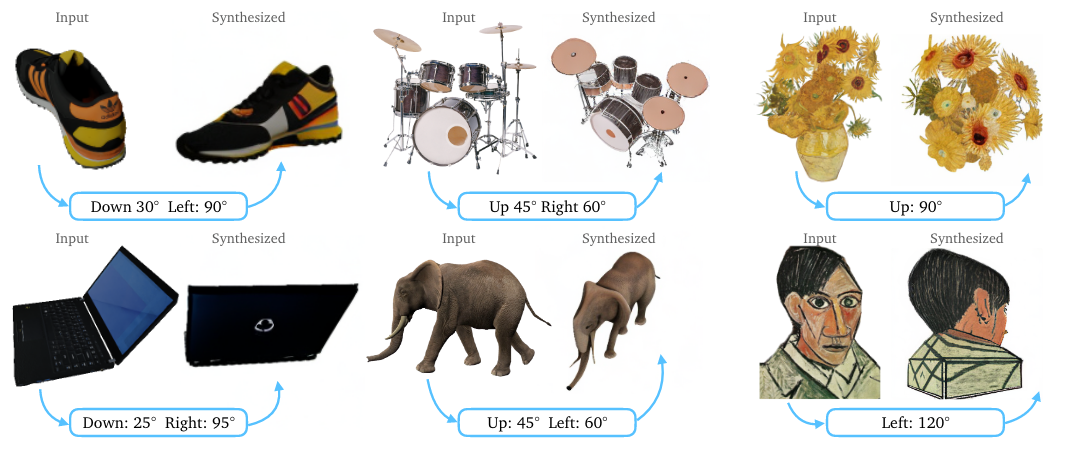 Input Synthesized
Down 30° Left: 90°
Input Synthesized
Up 45° Right 60°
Input Synthesized
Up: 90°
Input Synthesized
Down: 25° Right: 95°
Input Synthesized
Up: 45° Left: 60°
Input Synthesized
Left: 120°